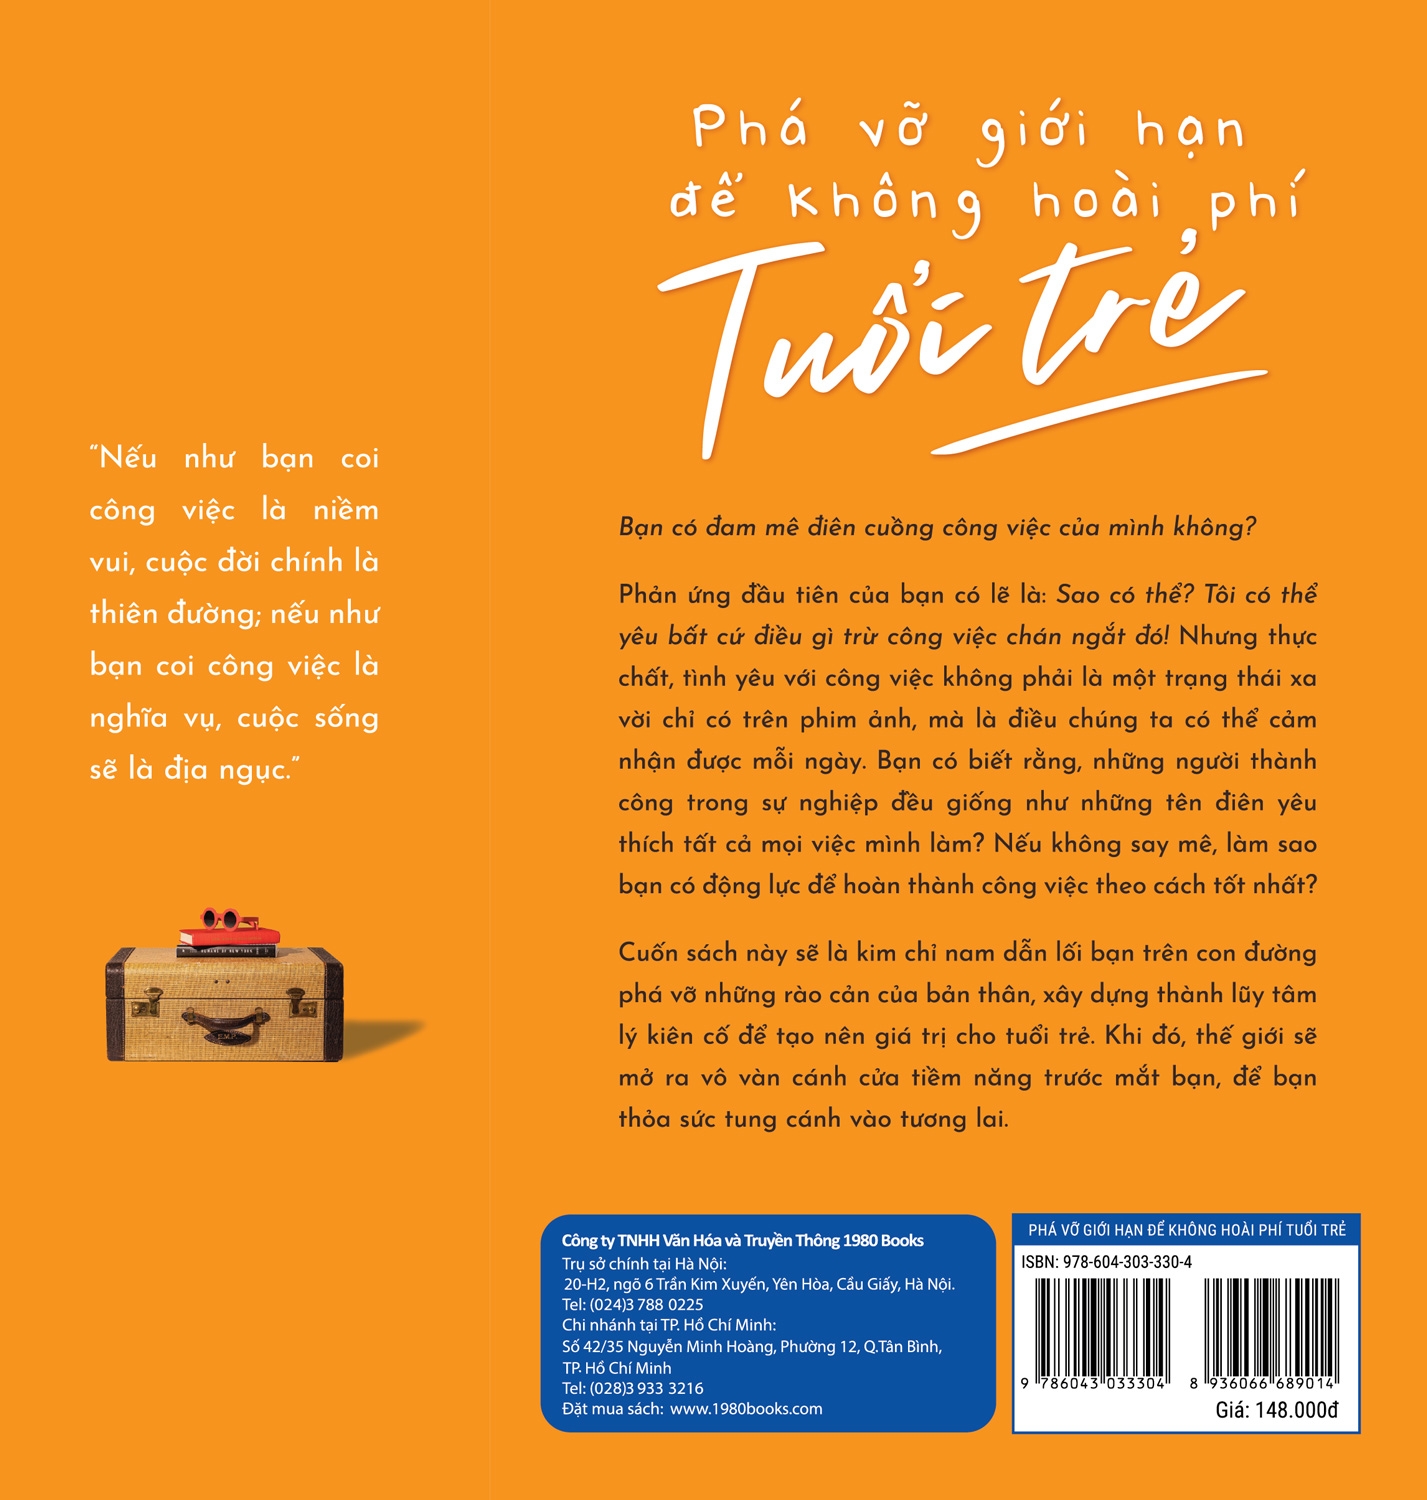 Phá vỡ giới hạn
để không hoài phí
Tuổi trẻ
“Nếu như bạn coi
công việc là niềm
vui, cuộc đời chính là
thiên đường; nếu như
bạn coi công việc là
nghĩa vụ, cuộc sống
sẽ là địa ngục.”
HUMANS OF NEW YORK
Bạn có đam mê điên cuồng công việc của mình không?
Phản ứng đầu tiên của bạn có lẽ là: Sao có thể? Tôi có thể
yêu bất cứ điều gì trừ công việc chán ngắt đó! Nhưng thực
chất, tình yêu với công việc không phải là một trạng thái xa
vời chỉ có trên phim ảnh, mà là điều chúng ta có thể cảm
nhận được mỗi ngày. Bạn có biết rằng, những người thành
công trong sự nghiệp đều giống như những tên điên yêu
thích tất cả mọi việc mình làm? Nếu không say mê, làm sao
bạn có động lực để hoàn thành công việc theo cách tốt nhất?
Cuốn sách này sẽ là kim chỉ nam dẫn lối bạn trên con đường
phá vỡ những rào cản của bản thân, xây dựng thành lũy tâm
lý kiên cố để tạo nên giá trị cho tuổi trẻ. Khi đó, thế giới sẽ
mở ra vô vàn cánh cửa tiềm năng trước mắt bạn, để bạn
thỏa sức tung cánh vào tương lai.
Công ty TNHH Văn Hóa và Truyền Thông 1980 Books
Trụ sở chính tại Hà Nội:
20-H2, ngõ 6 Trần Kim Xuyến, Yên Hòa, Cầu Giấy, Hà Nội.
Tel: (024)3 788 0225
Chi nhánh tại TP. Hồ Chí Minh:
Số 42/35 Nguyễn Minh Hoàng, Phường 12, Q.Tân Bình,
TP. Hồ Chí Minh
Tel: (028)3 933 3216
Đặt mua sách: www.1980books.com
PHÁ VỠ GIỚI HẠN ĐỂ KHÔNG HOÀI PHÍ TUỔI TRẺ
ISBN: 978-604-303-330-4
9 786043 033304 8 936066 689014
Giá: 148.000đ